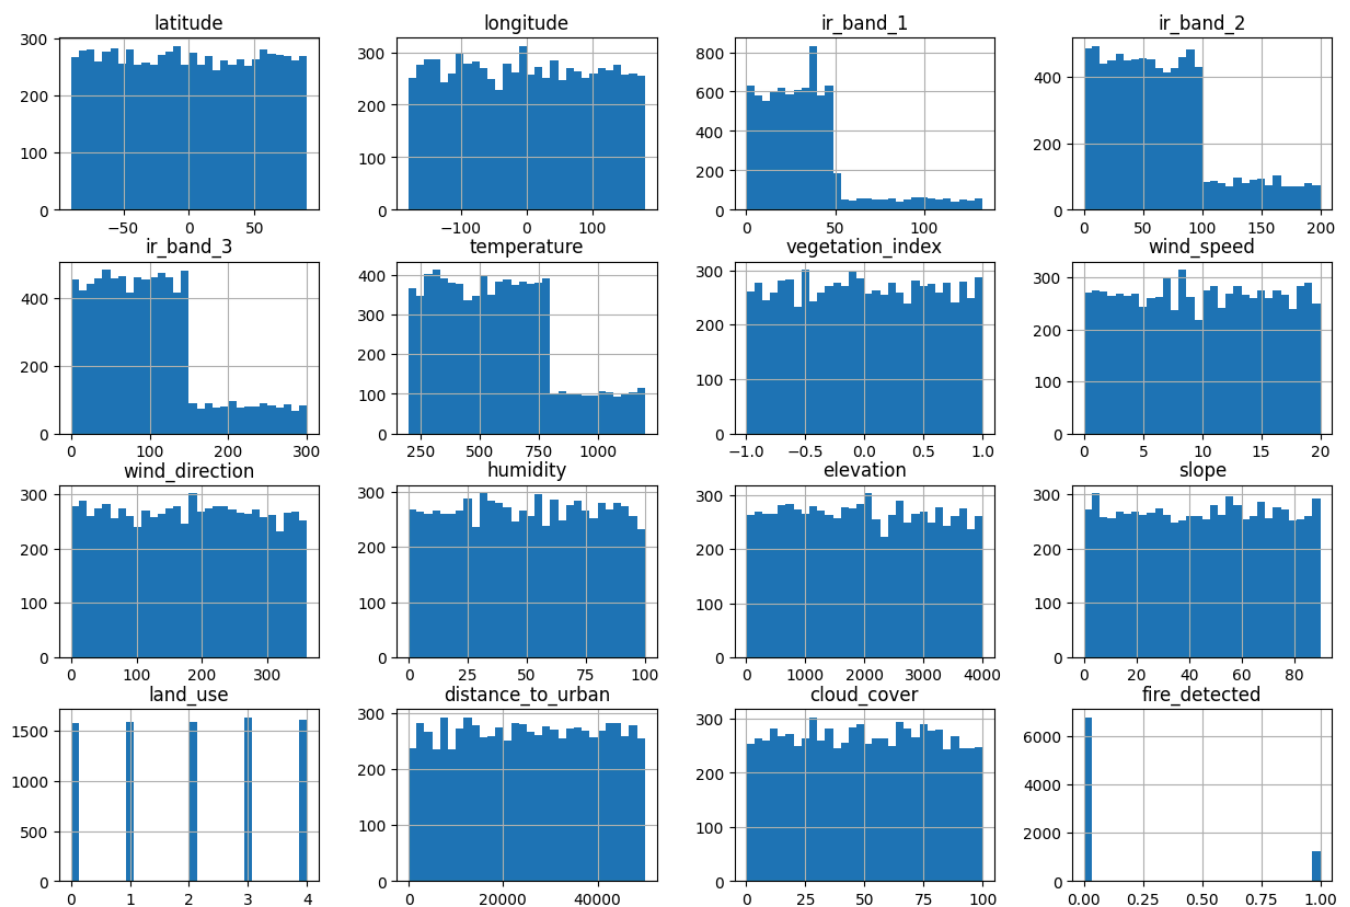 latitude longitude ir_band_1 ir_band_2
300 200 100 0
−50 0 50
300 200 100 0
−100 0 100
800 600 400 200 0
0 50 100
400 200 0
0 50 100 150 200
ir_band_3 temperature vegetation_index wind_speed
400 200 0
0 100 200 300
400 300 200 100 0
250 500 750 1000
300 200 100 0
−1.0 −0.5 0.0 0.5 1.0
300 200 100 0
0 5 10 15 20
wind_direction humidity elevation slope
300 200 100 0
0 100 200 300
300 200 100 0
0 25 50 75 100
300 200 100 0
0 1000 2000 3000 4000
300 200 100 0
0 20 40 60 80
land_use distance_to_urban cloud_cover fire_detected
1500 1000 500 0
0 1 2 3 4
300 200 100 0
0 20000 40000
300 200 100 0
0 25 50 75 100
6000 4000 2000 0
0.00 0.25 0.50 0.75 1.00